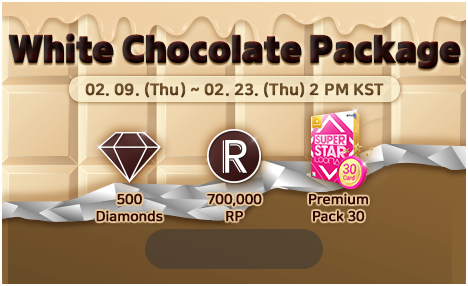 White Chocolate Package
02. 09. (Thu) ~ 02. 23. (Thu) 2 PM KST
R
SUPER
STAR
LOONA
30
Card
500
Diamonds
700,000
RP
Premium
Pack 30